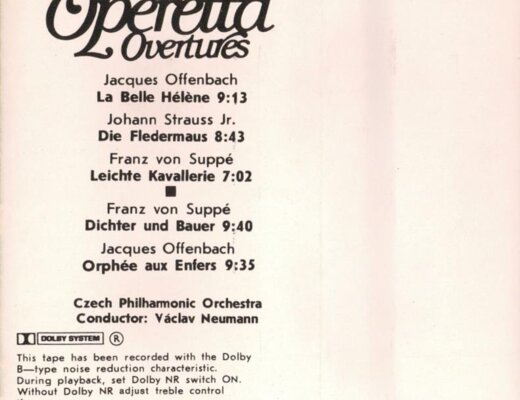 Operetta
Overtures
Jacques Offenbach
La Belle Hélène 9:13
Johann Strauss Jr.
Die Fledermaus 8:43
Franz von Suppé
Leichte Kavallerie 7:02
Franz von Suppé
Dichter und Bauer 9:40
Jacques Offenbach
Orphée aux Enfers 9:35
Czech Philharmonic Orchestra
Conductor: Václav Neumann
DOLBY SYSTEM ®
This tape has been recorded with the Dolby
B—type noise reduction characteristic.
During playback, set Dolby NR switch ON.
Without Dolby NR adjust treble control